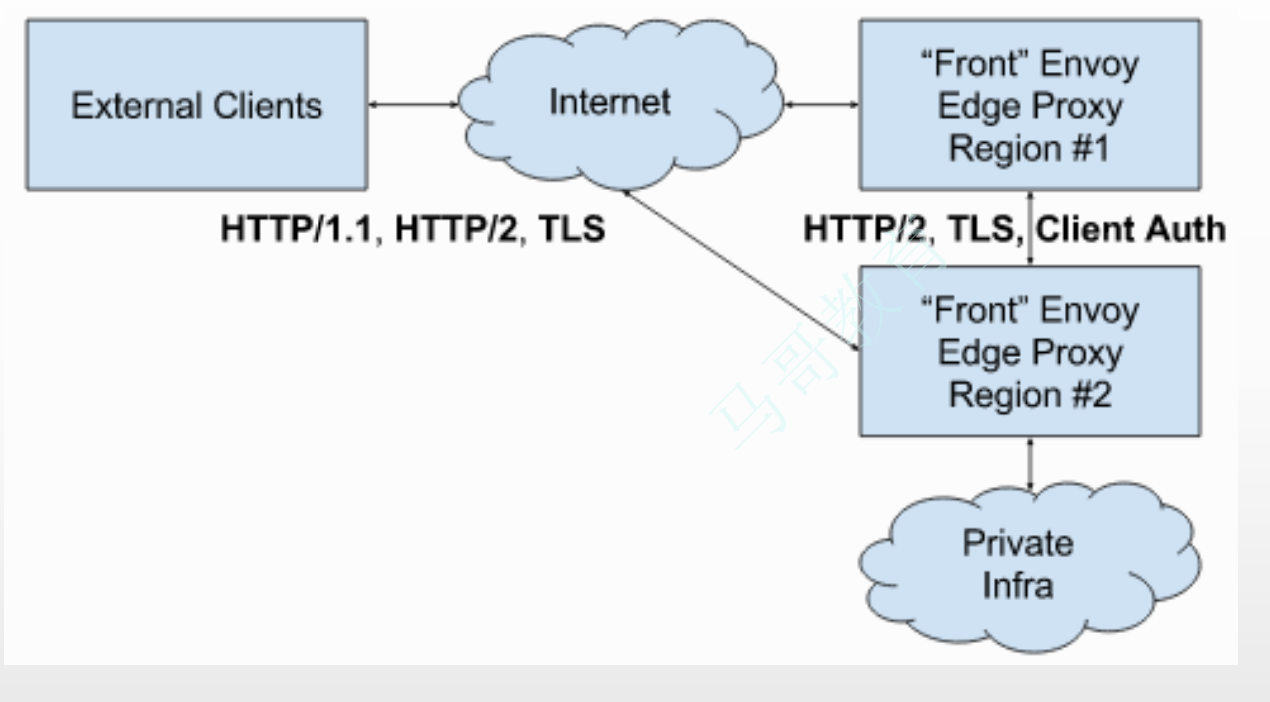 External Clients
Internet
“Front” Envoy
Edge Proxy
Region #1
HTTP/1.1, HTTP/2, TLS
HTTP/2, TLS, Client Auth
“Front” Envoy
Edge Proxy
Region #2
马哥教育
Private
Infra